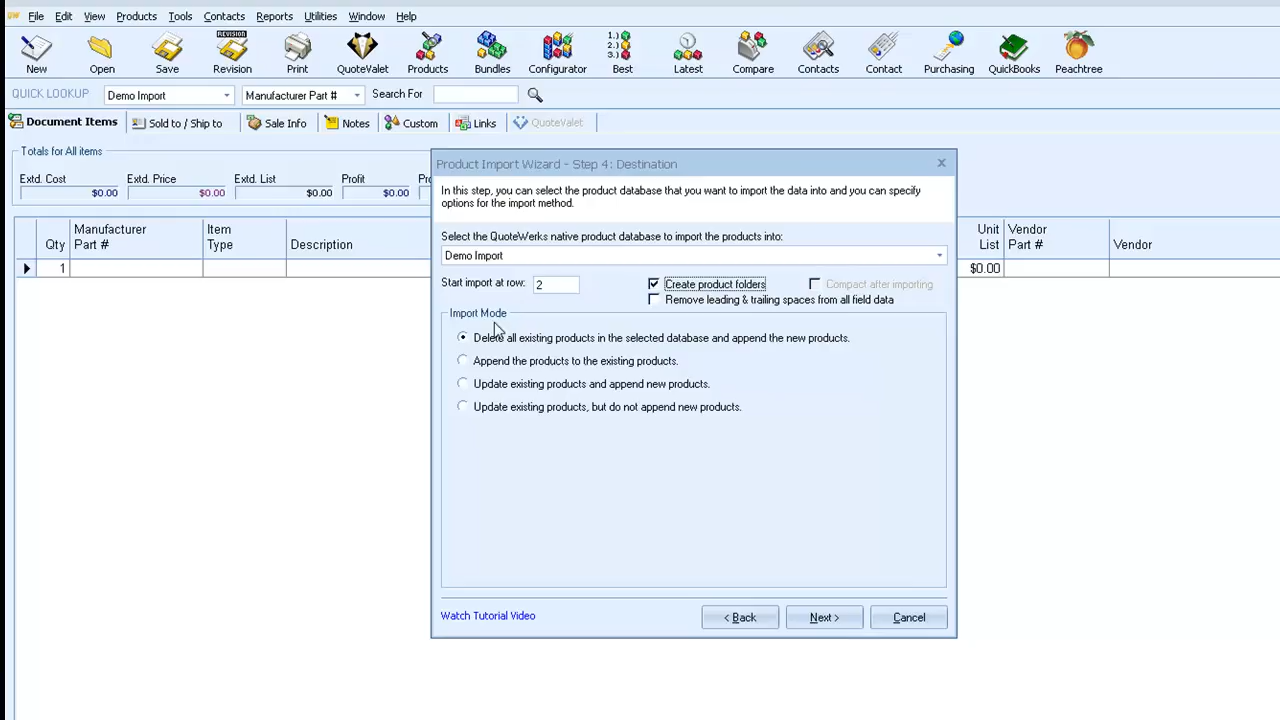 File Edit View Products Tools Contacts Reports Utilities Window Help
REVISION
1.)
2.)
3.)
New Open Save Revision Print QuoteValet Products Bundles Configurator Best Latest Compare Contacts Contact Purchasing QuickBooks Peachtree
QUICK LOOKUP Demo Import Manufacturer Part # Search For
Document Items Sold to / Ship to Sale Info Notes Custom Links QuoteValet
Totals for All items
Extd. Cost Extd. Price Extd. List Profit
$0.00 $0.00 $0.00 $0.00
Qty Manufacturer Part # Item Type Description Unit List Vendor Part # Vendor
1 $0.00
Product Import Wizard - Step 4: Destination
In this step, you can select the product database that you want to import the data into and you can specify
options for the import method.
Select the QuoteWerks native product database to import the products into:
Demo Import
Start import at row: 2 Create product folders Compact after importing
Remove leading & trailing spaces from all field data
Import Mode
Delete all existing products in the selected database and append the new products.
Append the products to the existing products.
Update existing products and append new products.
Update existing products, but do not append new products.
Watch Tutorial Video < Back Next > Cancel